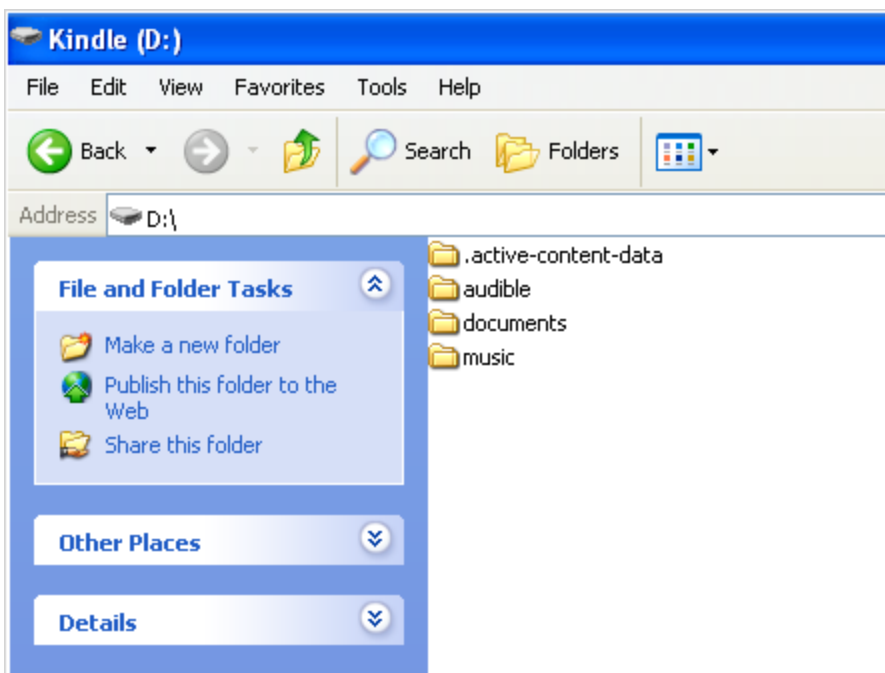 Kindle (D:)
File Edit View Favorites Tools Help
Back Search Folders
Address D:\
File and Folder Tasks
Make a new folder
Publish this folder to the
Web
Share this folder
Other Places
Details
.active-content-data
audible
documents
music